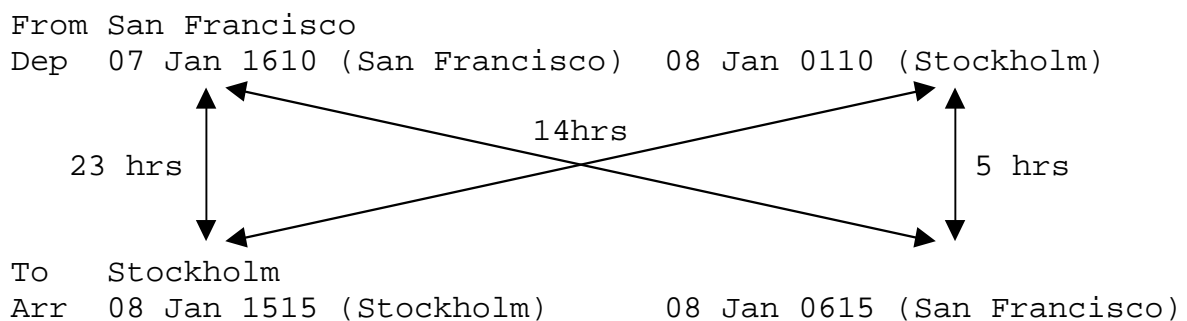 From San Francisco
Dep 07 Jan 1610 (San Francisco) 08 Jan 0110 (Stockholm)
14hrs
23 hrs 5 hrs
To Stockholm
Arr 08 Jan 1515 (Stockholm) 08 Jan 0615 (San Francisco)